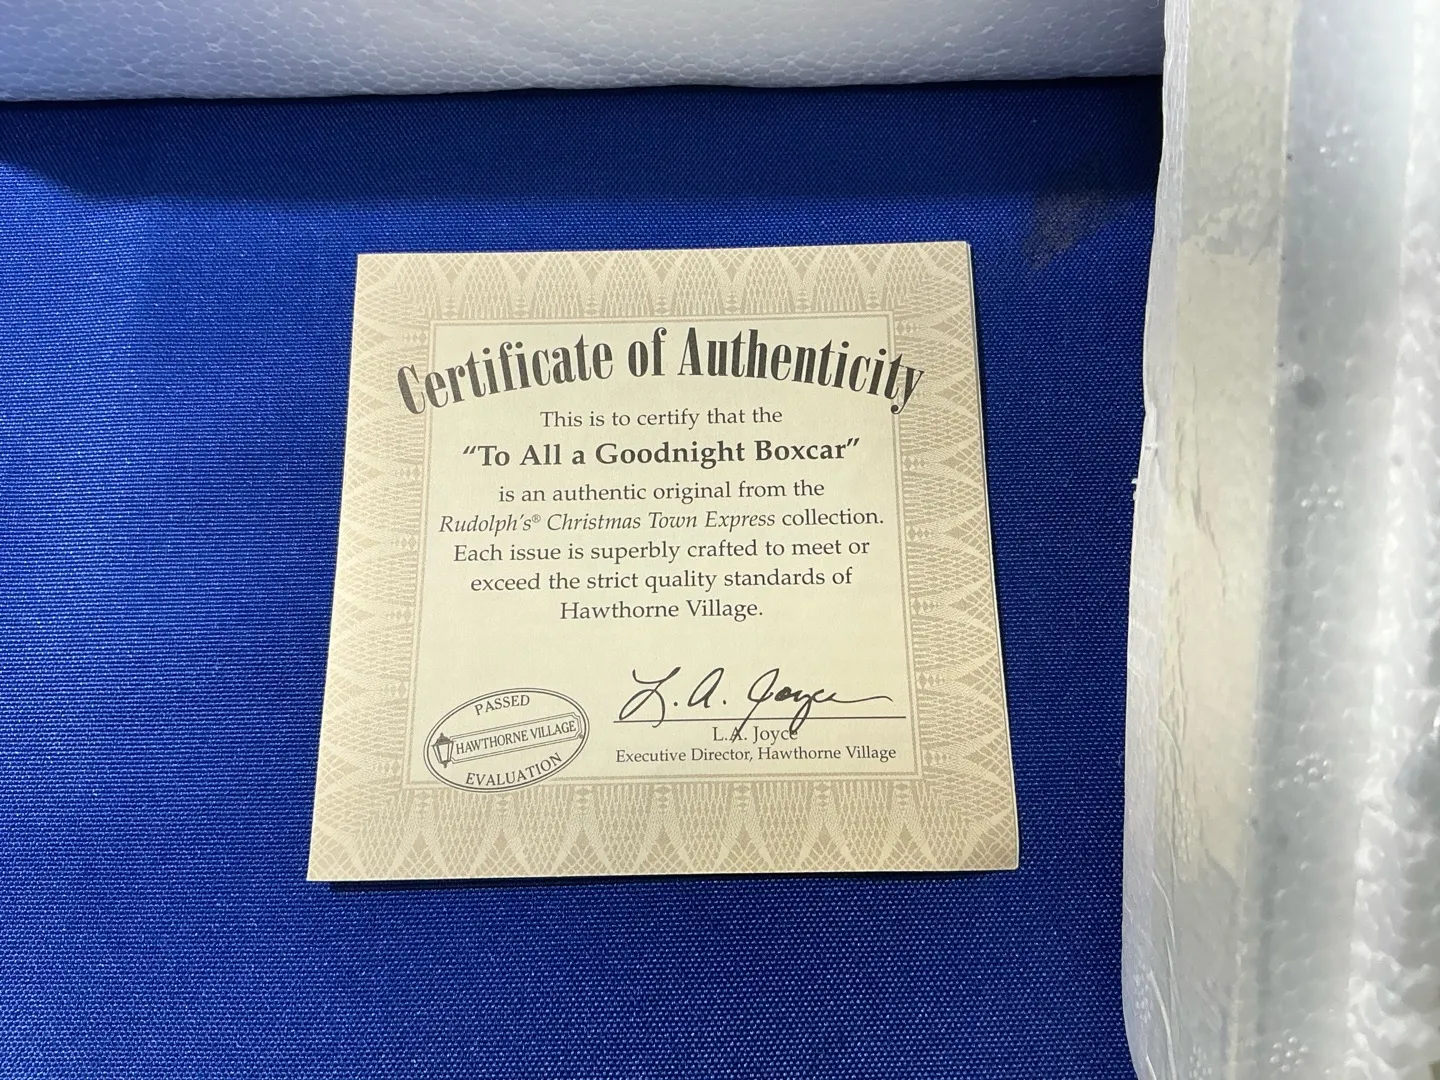 Certificate of Authenticity
This is to certify that the
“To All a Goodnight Boxcar”
is an authentic original from the
Rudolph's® Christmas Town Express collection.
Each issue is superbly crafted to meet or
exceed the strict quality standards of
Hawthorne Village.
L. A. Joyce
L.A. Joyce
Executive Director, Hawthorne Village
PASSED
HAWTHORNE VILLAGE
EVALUATION